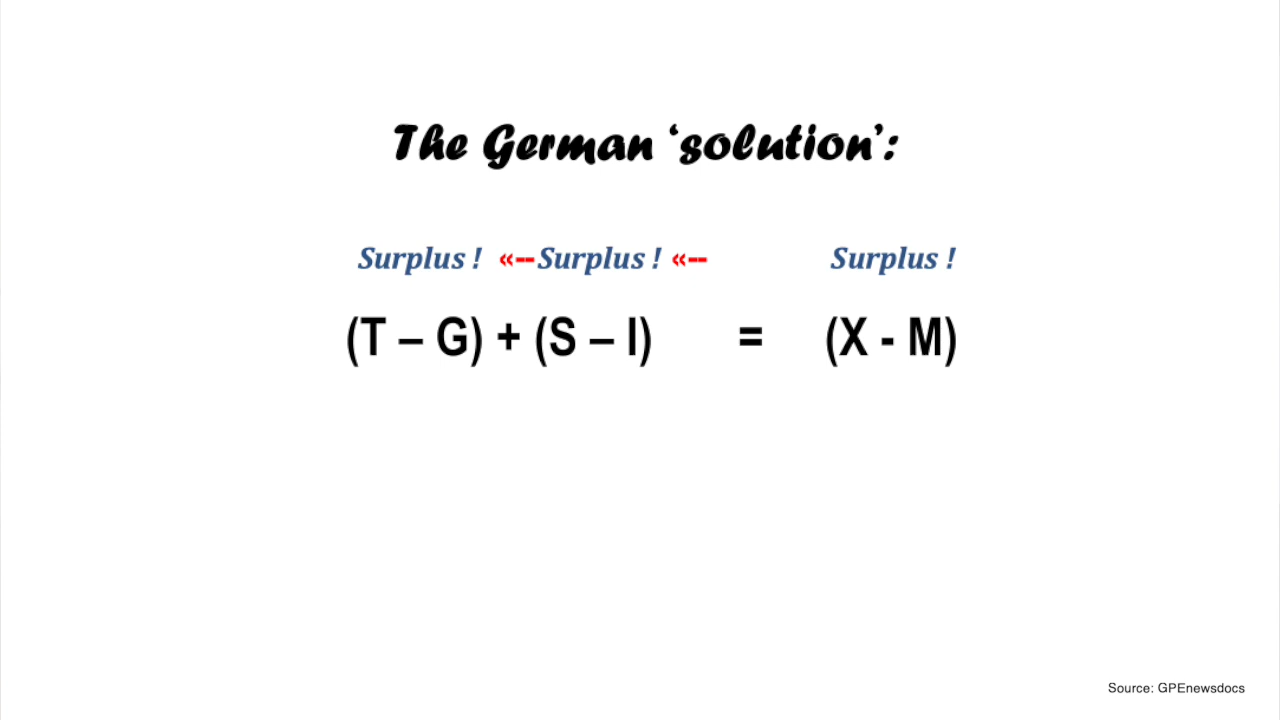 The German ‘solution’:
Surplus ! «--Surplus ! «-- Surplus !
(T – G) + (S – I) = (X - M)
Source: GPEnewsdocs